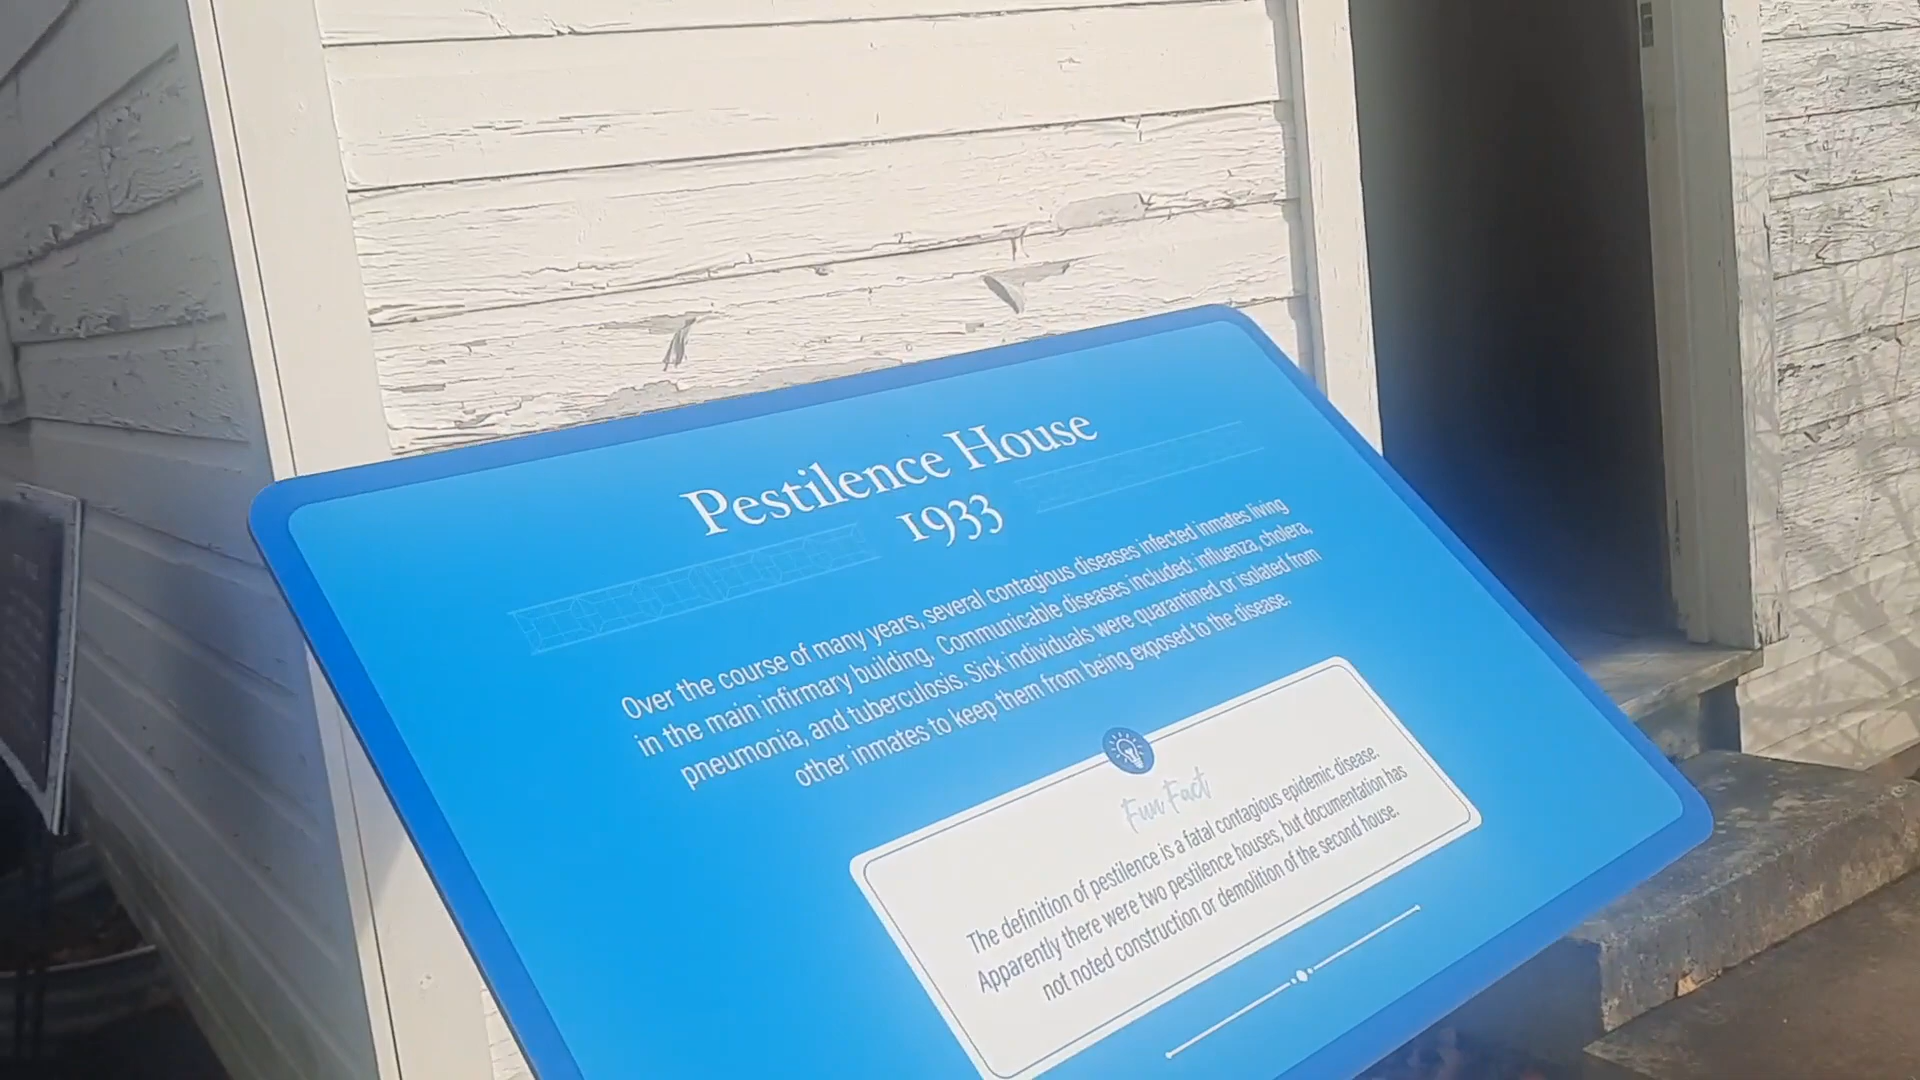 Pestilence House
1933
Over the course of many years, several contagious diseases infected inmates living
in the main infirmary building. Communicable diseases included: influenza, cholera,
pneumonia, and tuberculosis. Sick individuals were quarantined or isolated from
other inmates to keep them from being exposed to the disease.
Fun Fact
The definition of pestilence is a fatal contagious epidemic disease.
Apparently there were two pestilence houses, but documentation has
not noted construction or demolition of the second house.